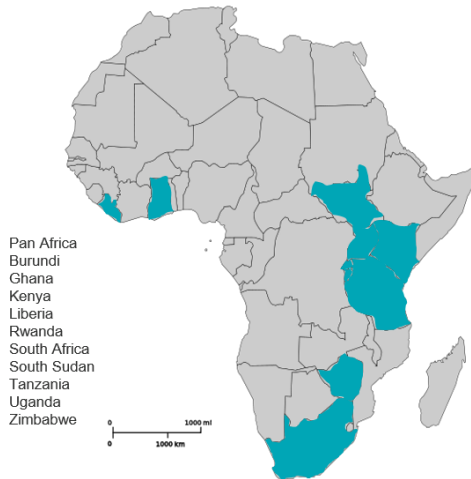 Pan Africa
Burundi
Ghana
Kenya
Liberia
Rwanda
South Africa
South Sudan
Tanzania
Uganda
Zimbabwe
0 1000 mi
0 1000 km